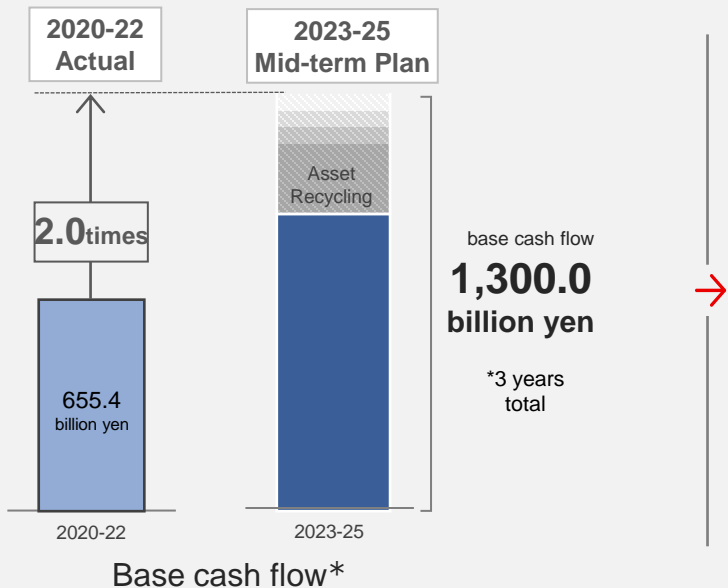 2020-22
Actual
2023-25
Mid-term Plan
Asset
Recycling
2.0times
base cash flow
1,300.0
billion yen
*3 years
total
655.4
billion yen
2020-22
2023-25
Base cash flow*